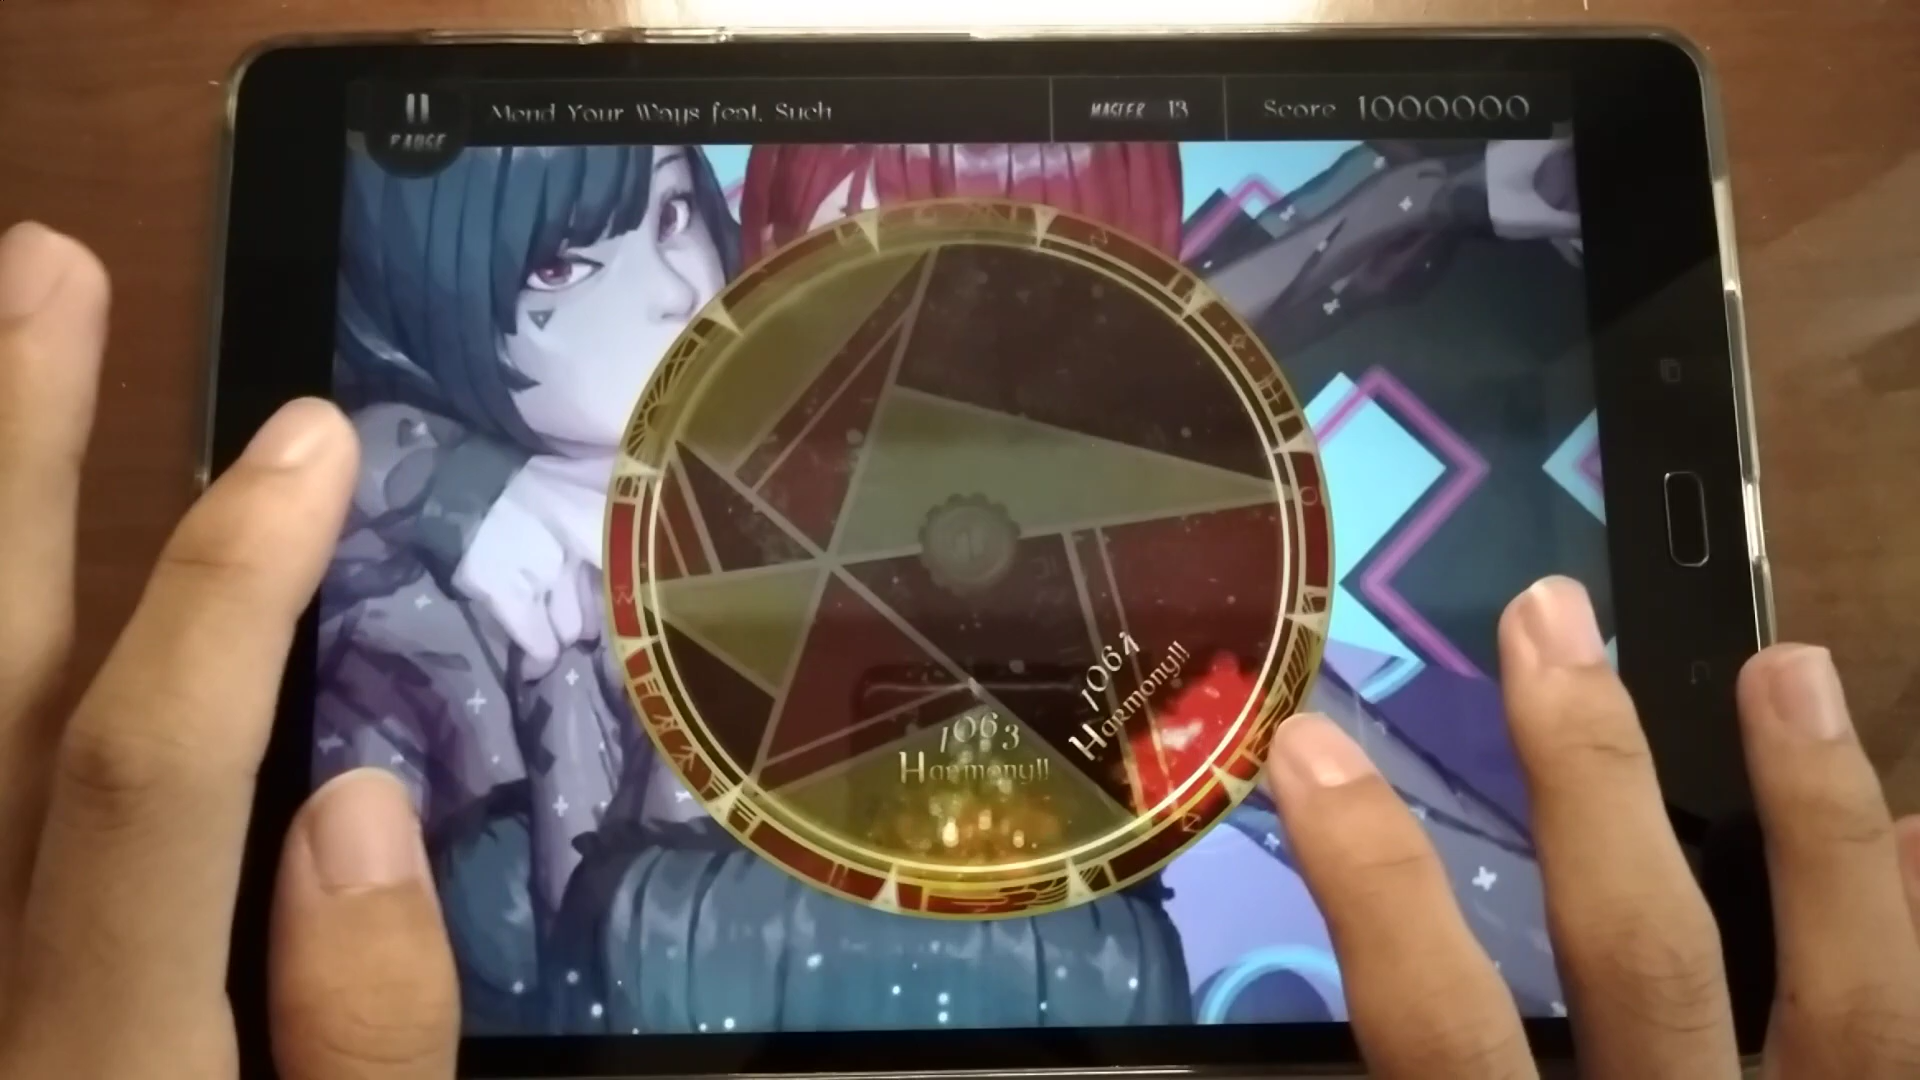 PAUSE
Mend Your Ways feat. Such
MASTER 13
Score 1000000
1064
Harmony!!
1063
Harmony!!